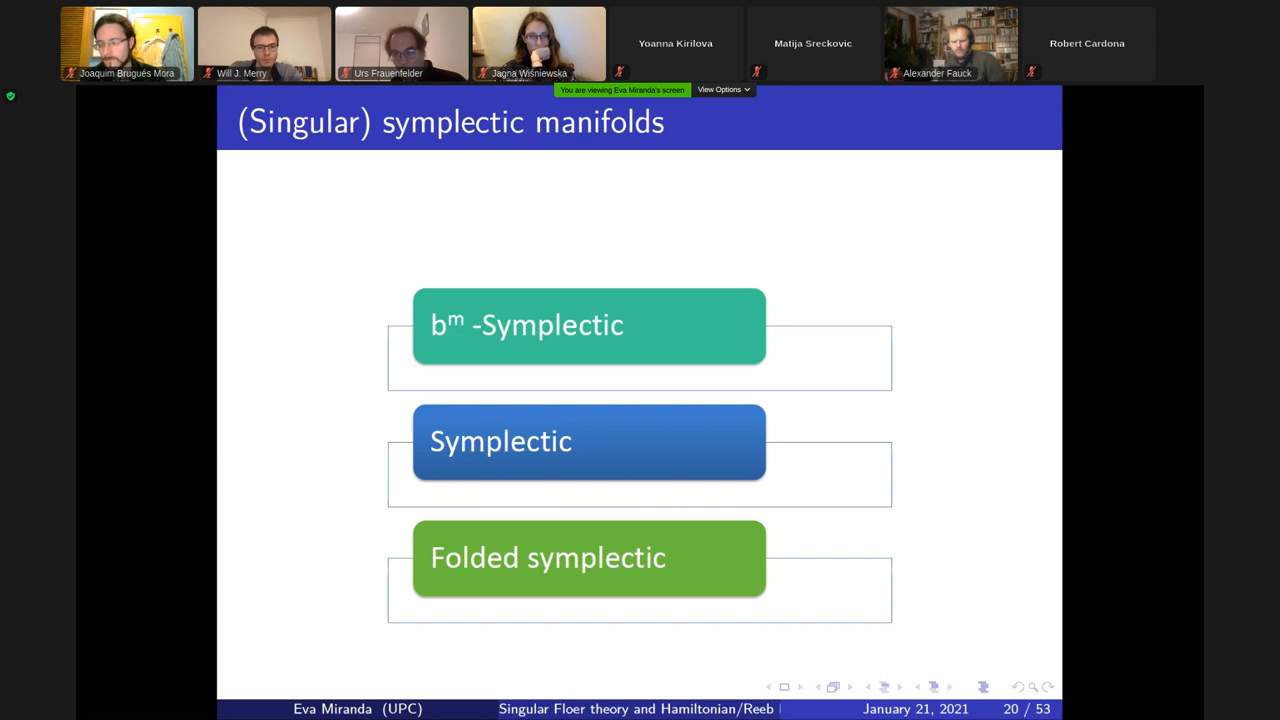 Joaquim Brugués Mora
Will J. Merry
Urs Frauenfelder
Jagna Wiśniewska
Yoanna Kirilova
Matija Sreckovic
Alexander Fauck
Robert Cardona
You are viewing Eva Miranda's screen
View Options
(Singular) symplectic manifolds
bᵐ -Symplectic
Symplectic
Folded symplectic
Eva Miranda (UPC)
Singular Floer theory and Hamiltonian/Reeb
January 21, 2021
20 / 53